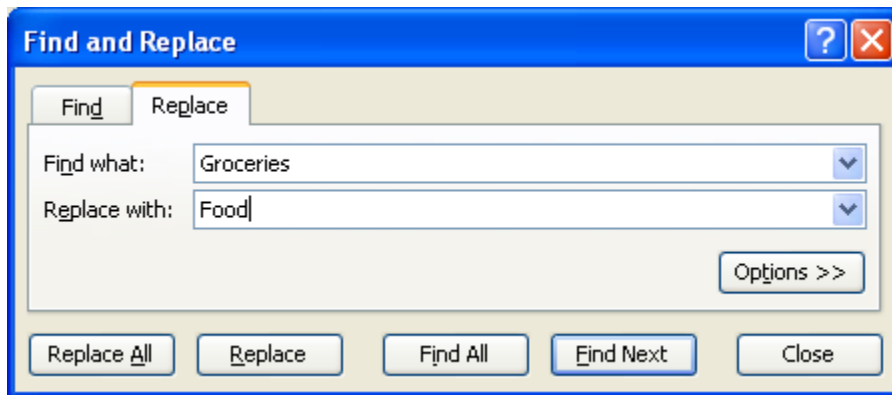 Find and Replace
Find Replace
Find what: Groceries
Replace with: Food
Options >>
Replace All Replace Find All Find Next Close